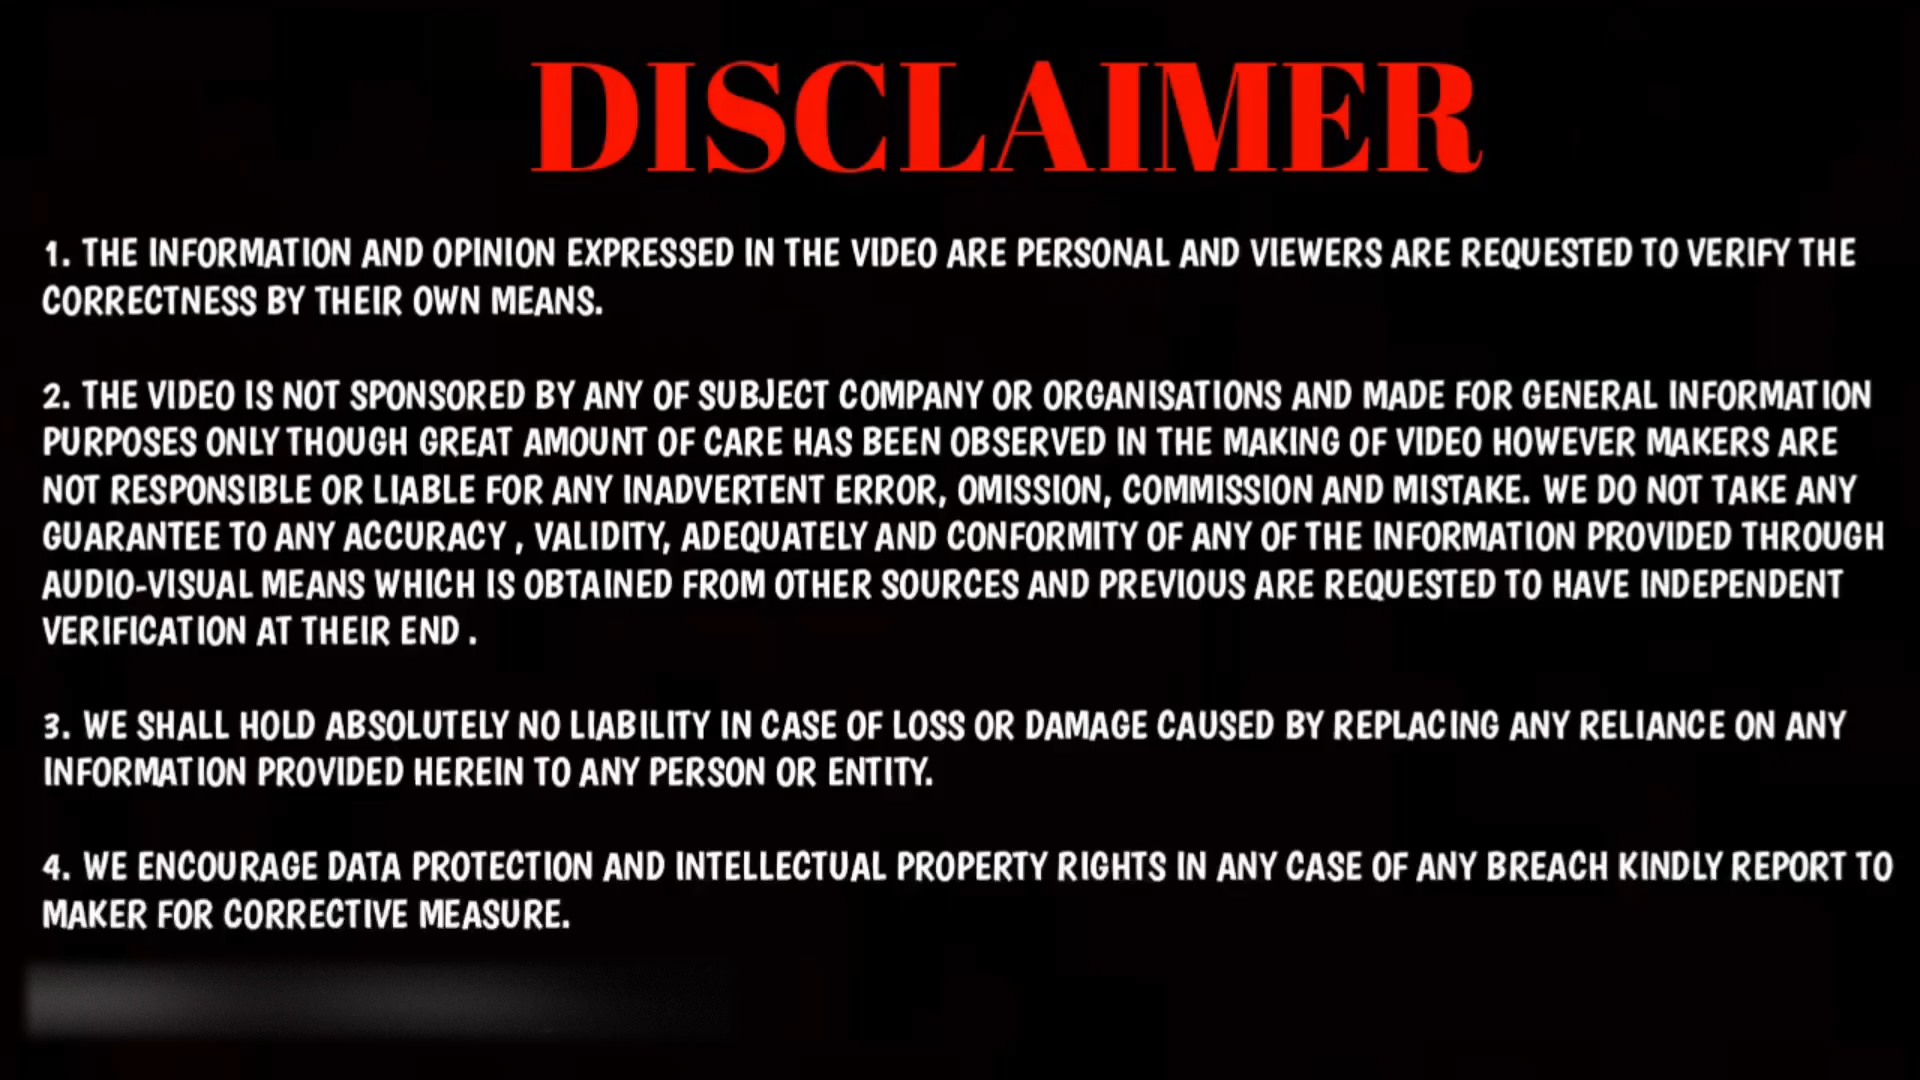 DISCLAIMER
1. THE INFORMATION AND OPINION EXPRESSED IN THE VIDEO ARE PERSONAL AND VIEWERS ARE REQUESTED TO VERIFY THE
CORRECTNESS BY THEIR OWN MEANS.
2. THE VIDEO IS NOT SPONSORED BY ANY OF SUBJECT COMPANY OR ORGANISATIONS AND MADE FOR GENERAL INFORMATION
PURPOSES ONLY THOUGH GREAT AMOUNT OF CARE HAS BEEN OBSERVED IN THE MAKING OF VIDEO HOWEVER MAKERS ARE
NOT RESPONSIBLE OR LIABLE FOR ANY INADVERTENT ERROR, OMISSION, COMMISSION AND MISTAKE. WE DO NOT TAKE ANY
GUARANTEE TO ANY ACCURACY , VALIDITY, ADEQUATELY AND CONFORMITY OF ANY OF THE INFORMATION PROVIDED THROUGH
AUDIO-VISUAL MEANS WHICH IS OBTAINED FROM OTHER SOURCES AND PREVIOUS ARE REQUESTED TO HAVE INDEPENDENT
VERIFICATION AT THEIR END .
3. WE SHALL HOLD ABSOLUTELY NO LIABILITY IN CASE OF LOSS OR DAMAGE CAUSED BY REPLACING ANY RELIANCE ON ANY
INFORMATION PROVIDED HEREIN TO ANY PERSON OR ENTITY.
4. WE ENCOURAGE DATA PROTECTION AND INTELLECTUAL PROPERTY RIGHTS IN ANY CASE OF ANY BREACH KINDLY REPORT TO
MAKER FOR CORRECTIVE MEASURE.